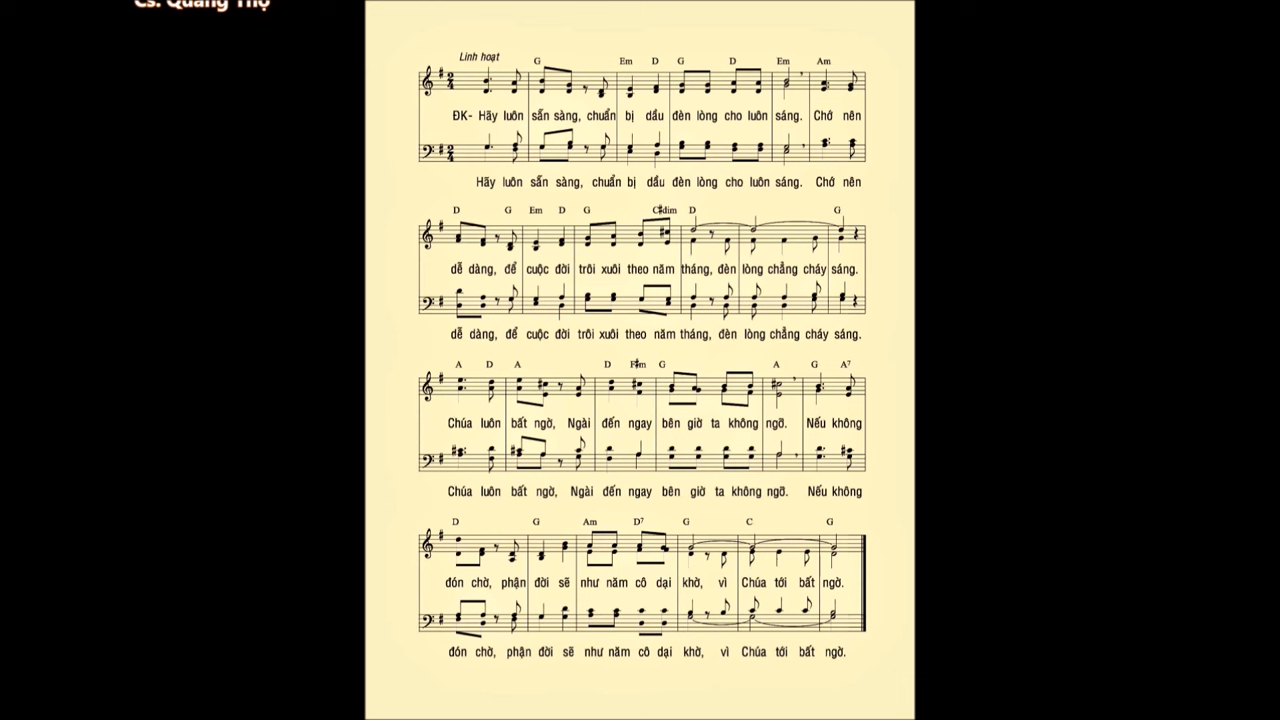 Cs. Quang Thọ
Linh hoạt
G Em D G D Em Am
ĐK- Hãy luôn sẵn sàng, chuẩn bị dầu đèn lòng cho luôn sáng. Chớ nên
Hãy luôn sẵn sàng, chuẩn bị dầu đèn lòng cho luôn sáng. Chớ nên
D G Em D G C#dim D G
dễ dàng, để cuộc đời trôi xuôi theo năm tháng, đèn lòng chẳng cháy sáng.
dễ dàng, để cuộc đời trôi xuôi theo năm tháng, đèn lòng chẳng cháy sáng.
A D A D F#m G A G A7
Chúa luôn bất ngờ, Ngài đến ngay bên giờ ta không ngỡ. Nếu không
Chúa luôn bất ngờ, Ngài đến ngay bên giờ ta không ngỡ. Nếu không
D G Am D7 G C G
đón chờ, phận đời sẽ như năm cô dại khờ, vì Chúa tới bất ngờ.
đón chờ, phận đời sẽ như năm cô dại khờ, vì Chúa tới bất ngờ.